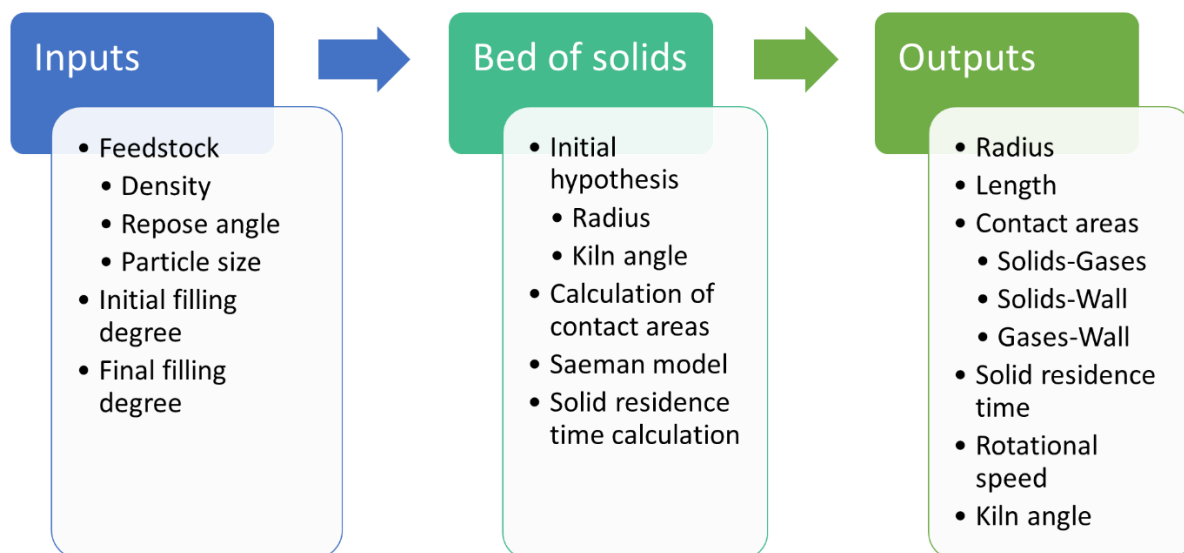 Inputs
• Feedstock
• Density
• Repose angle
• Particle size
• Initial filling
degree
• Final filling
degree
Bed of solids
• Initial
hypothesis
• Radius
• Kiln angle
• Calculation of
contact areas
• Saeman model
• Solid residence
time calculation
Outputs
• Radius
• Length
• Contact areas
• Solids-Gases
• Solids-Wall
• Gases-Wall
• Solid residence
time
• Rotational
speed
• Kiln angle